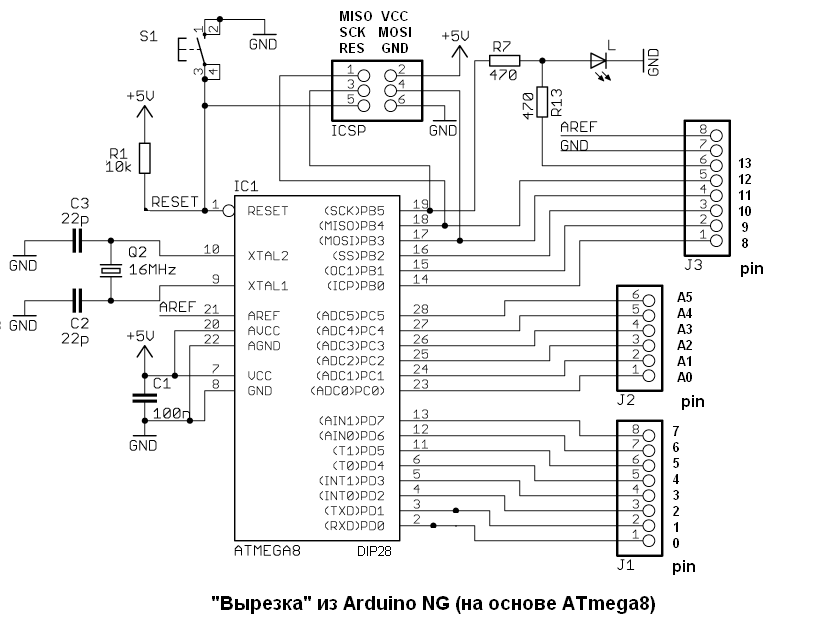 MISO VCC
SCK MOSI
RES GND
S1
1
2
3
4
GND
+5V
1 2
3 4
5 6
ICSP
GND
R7
470
470
R13
L
GND
AREF
GND
8
7
6 13
5 12
4 11
3 10
2 9
1 8
J3
pin
+5V
R1
10k
RESET
IC1
1 RESET
C3
22p
GND
Q2
16MHz
10 XTAL2
9 XTAL1
GND
C2
22p
AREF 21 AREF
20 AVCC
22 AGND
+5V
7 VCC
8 GND
C1
100n
GND
(SCK)PB5 19
(MISO)PB4 18
(MOSI)PB3 17
(SS)PB2 16
(OC1)PB1 15
(ICP)PB0 14
(ADC5)PC5 28
(ADC4)PC4 27
(ADC3)PC3 26
(ADC2)PC2 25
(ADC1)PC1 24
(ADC0)PC0) 23
(AIN1)PD7 13
(AIN0)PD6 12
(T1)PD5 11
(T0)PD4 6
(INT1)PD3 5
(INT0)PD2 4
(TXD)PD1 3
(RXD)PD0 2
ATMEGA8 DIP28
6 A5
5 A4
4 A3
3 A2
2 A1
1 A0
J2
pin
8 7
7 6
6 5
5 4
4 3
3 2
2 1
1 0
J1
pin
"Вырезка" из Arduino NG (на основе ATmega8)